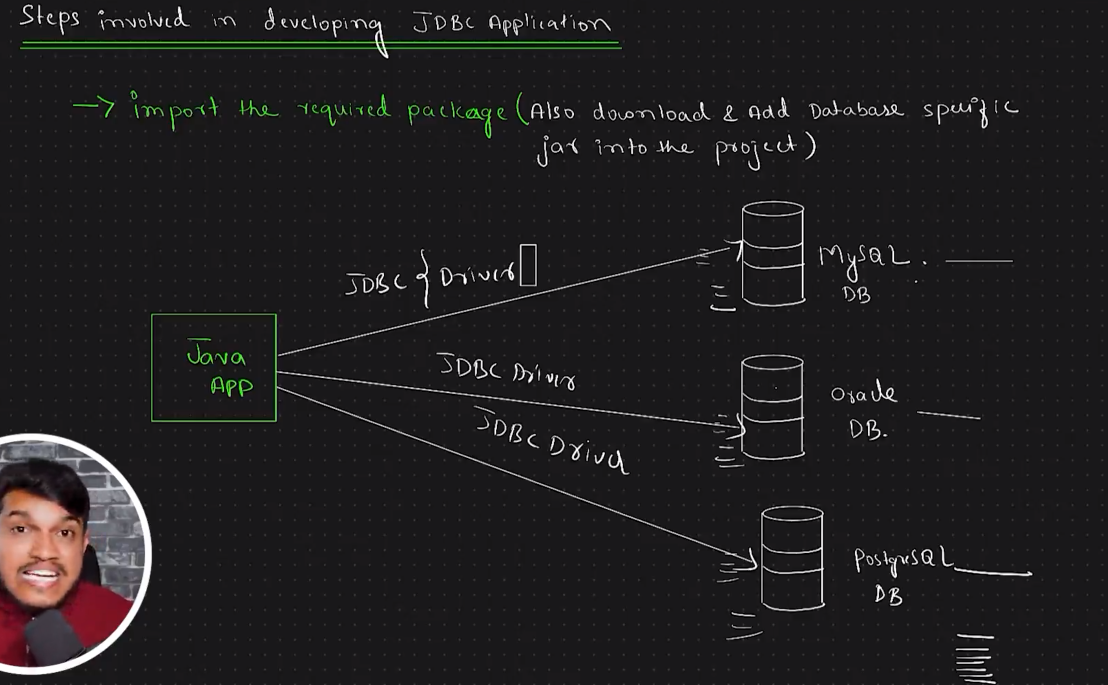 Steps involved in developing JDBC Application
→ import the required package (Also download & Add Database specific
jar into the project)
JDBC { Driver
MySQL.
DB
Java
APP
JDBC Driver
Oracle
DB.
JDBC Driver
PostgreSQL
DB